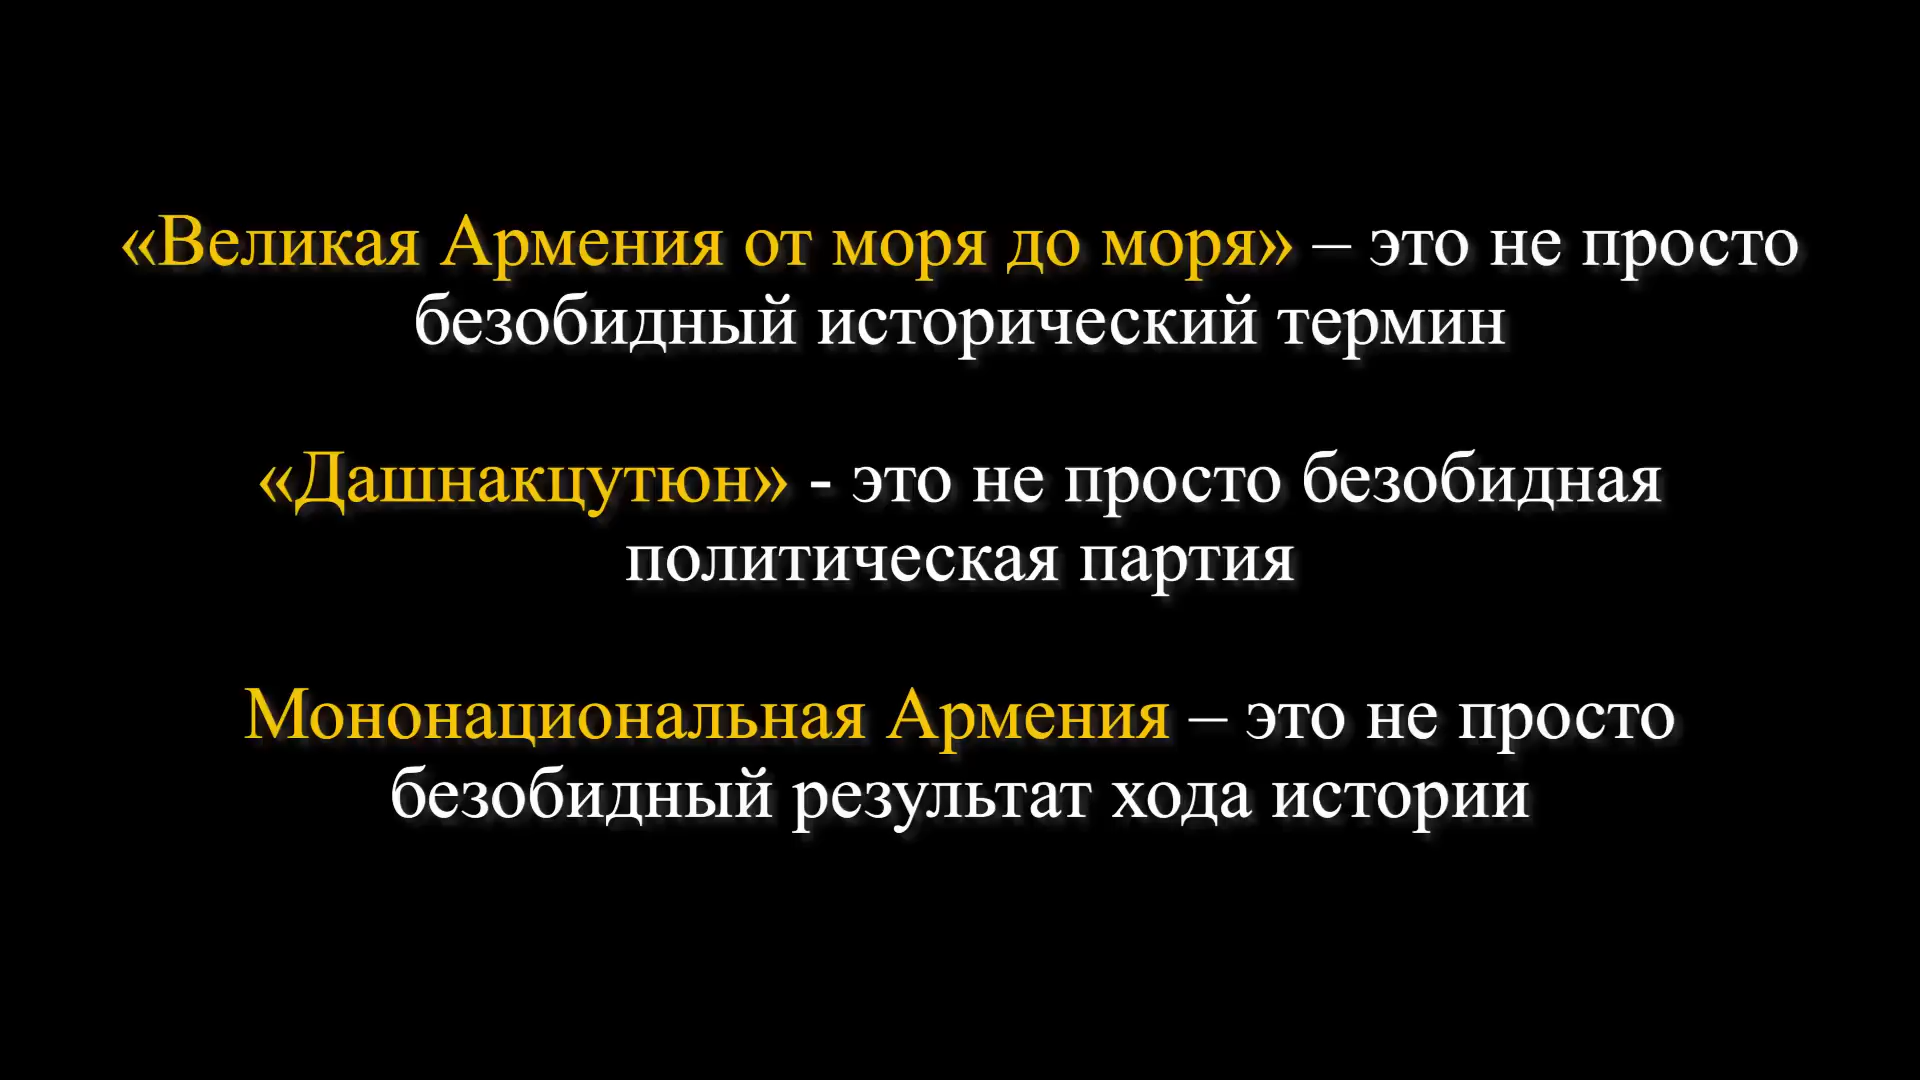 «Великая Армения от моря до моря» – это не просто
безобидный исторический термин
«Дашнакцутюн» - это не просто безобидная
политическая партия
Мононациональная Армения – это не просто
безобидный результат хода истории